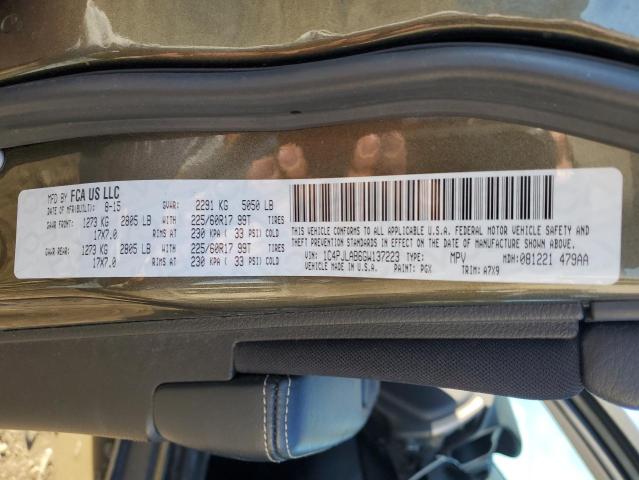 MFD BY FCA US LLC
DATE OF MFR(BUILT): 8-15 GVWR: 2291 KG 5050 LB
GAWR FRONT: 1273 KG 2805 LB WITH 225/60R17 99T TIRES
17X7.0 RIMS AT 230 KPA( 33 PSI) COLD
GAWR REAR: 1273 KG 2805 LB WITH 225/60R17 99T TIRES
17X7.0 RIMS AT 230 KPA( 33 PSI) COLD
THIS VEHICLE CONFORMS TO ALL APPLICABLE U.S.A. FEDERAL MOTOR VEHICLE SAFETY AND
THEFT PREVENTION STANDARDS IN EFFECT ON THE DATE OF MANUFACTURE SHOWN ABOVE.
VIN: 1C4PJLAB6GW137223 TYPE: MPV MDH: 081221 479AA
VEHICLE MADE IN U.S.A. PAINT: PGX TRIM: A7X9